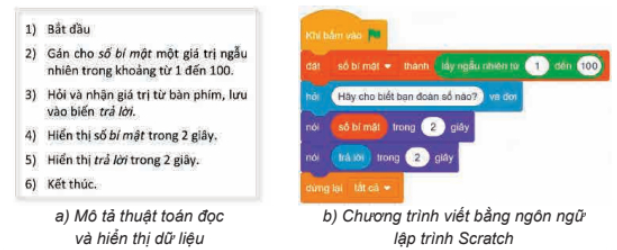 1) Bắt đầu
2) Gán cho số bí mật một giá trị ngẫu
nhiên trong khoảng từ 1 đến 100.
3) Hỏi và nhận giá trị từ bàn phím, lưu
vào biến trả lời.
4) Hiển thị số bí mật trong 2 giây.
5) Hiển thị trả lời trong 2 giây.
6) Kết thúc.
a) Mô tả thuật toán đọc
và hiển thị dữ liệu
Khi bấm vào
đặt số bí mật thành lấy ngẫu nhiên từ 1 đến 100
hỏi Hãy cho biết bạn đoán số nào? và đợi
nói số bí mật trong 2 giây
nói trả lời trong 2 giây
dừng lại tất cả
b) Chương trình viết bằng ngôn ngữ
lập trình Scratch